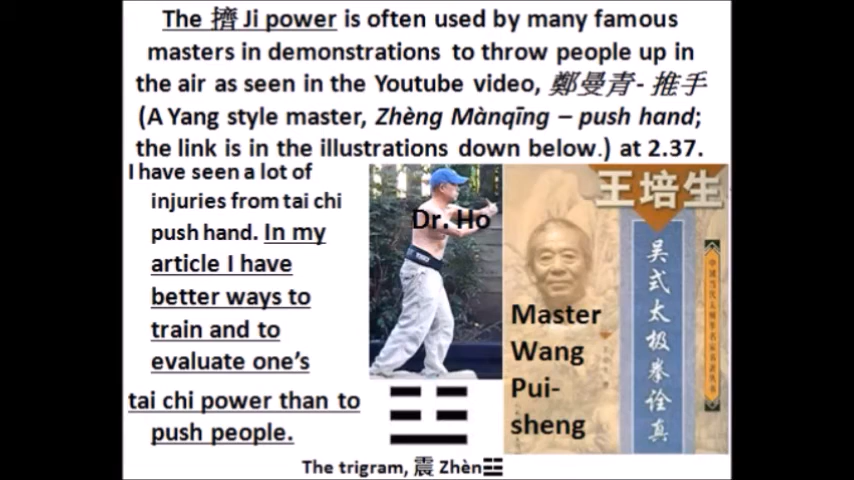 The 擠 Ji power is often used by many famous
masters in demonstrations to throw people up in
the air as seen in the Youtube video, 鄭曼青- 推手
(A Yang style master, Zhèng Mànqīng – push hand;
the link is in the illustrations down below.) at 2.37.
I have seen a lot of
injuries from tai chi
push hand. In my
article I have
better ways to
train and to
evaluate one's
tai chi power than to
push people.
Dr. Ho
王培生
吴式太极拳诠真
Master
Wang
Pui-
sheng
The trigram, 震 Zhèn☳